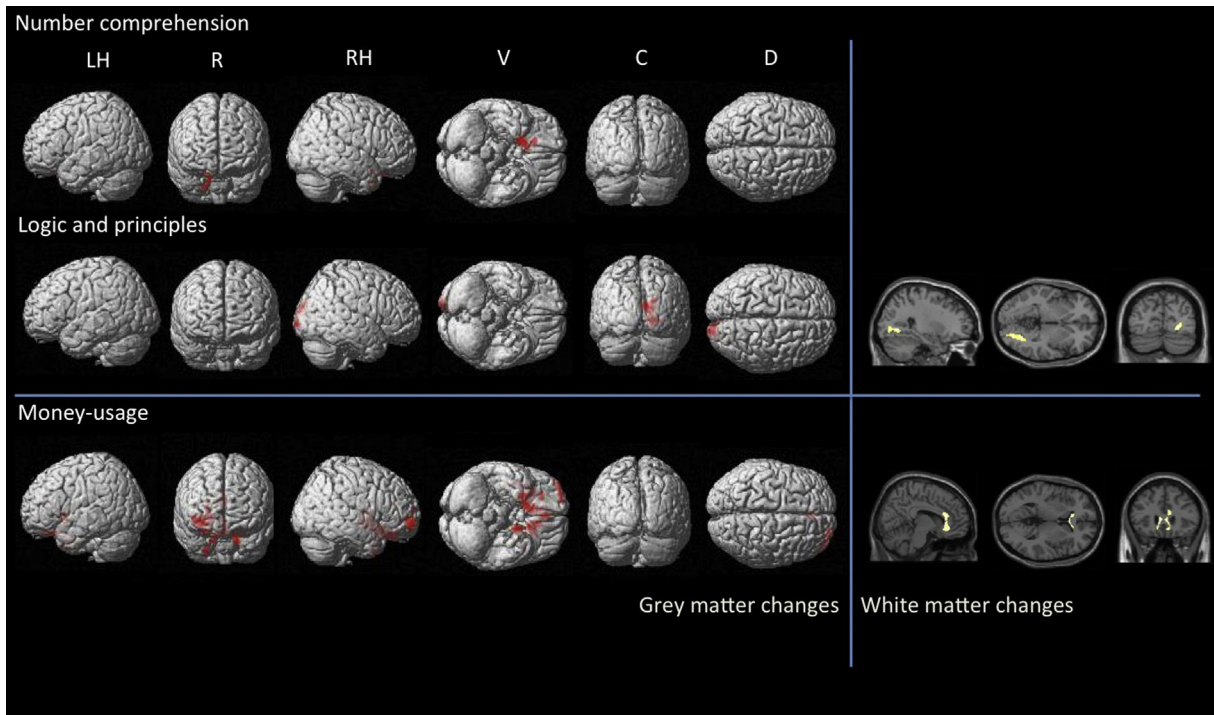 Number comprehension
LH R RH V C D
Logic and principles
Money-usage
Grey matter changes White matter changes